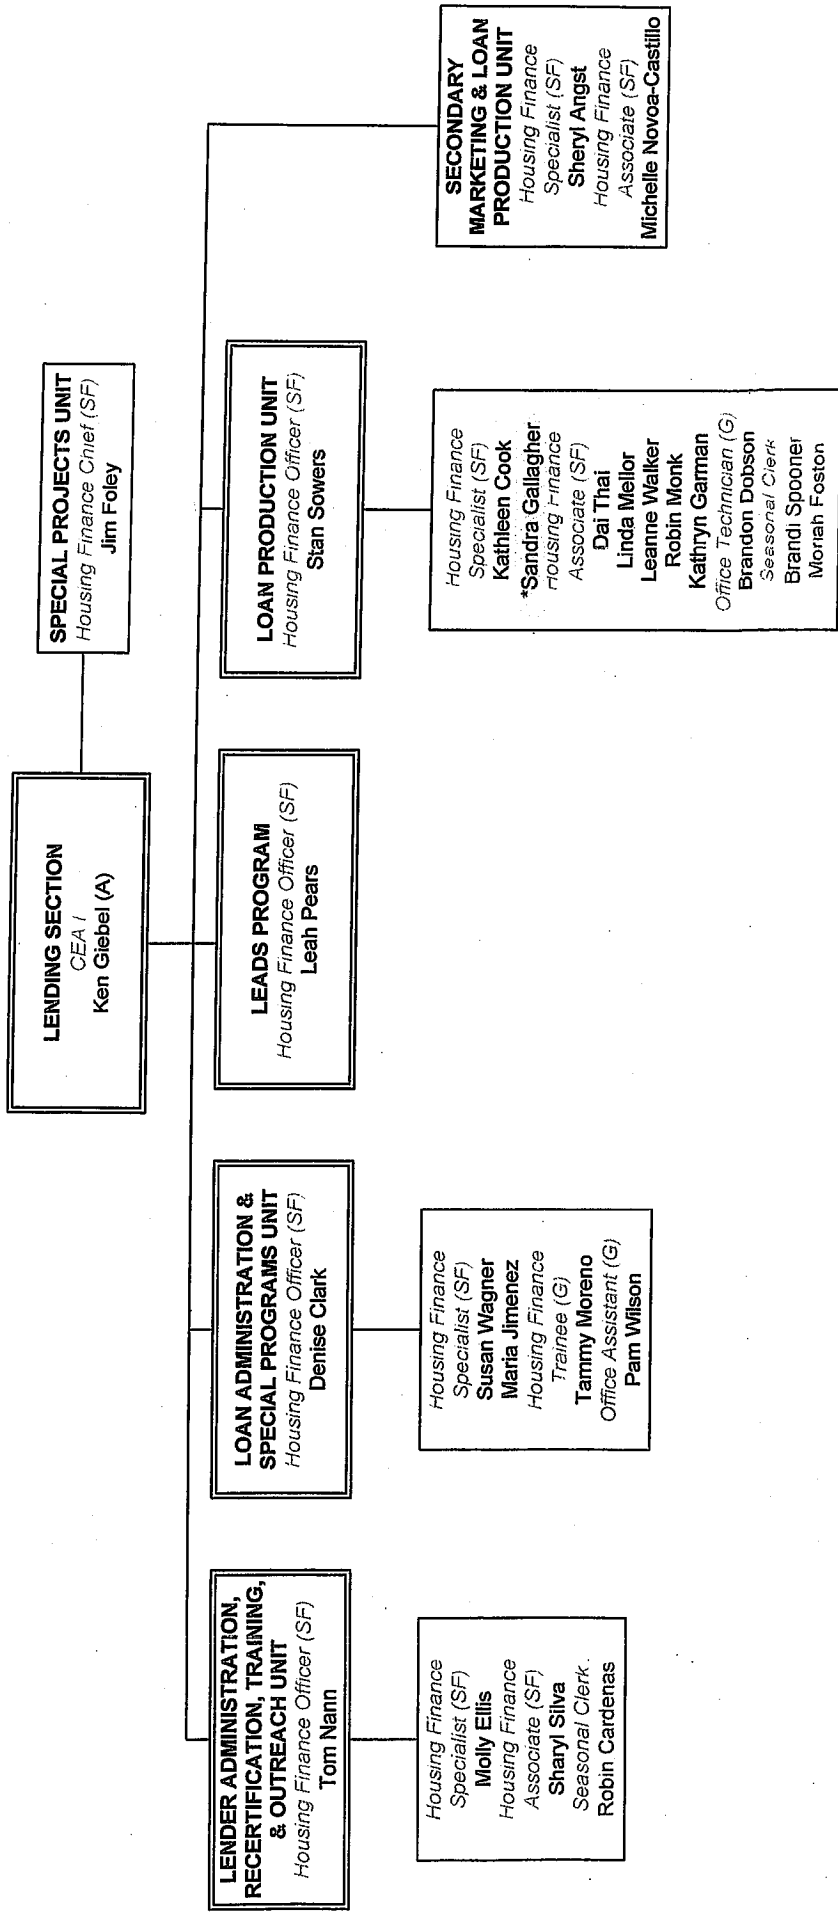 LENDING SECTION
CEA I
Ken Giebel (A)
SPECIAL PROJECTS UNIT
Housing Finance Chief (SF)
Jim Foley
LENDER ADMINISTRATION,
RECERTIFICATION, TRAINING,
& OUTREACH UNIT
Housing Finance Officer (SF)
Tom Nann
LOAN ADMINISTRATION &
SPECIAL PROGRAMS UNIT
Housing Finance Officer (SF)
Denise Clark
LEADS PROGRAM
Housing Finance Officer (SF)
Leah Pears
LOAN PRODUCTION UNIT
Housing Finance Officer (SF)
Stan Sowers
SECONDARY
MARKETING & LOAN
PRODUCTION UNIT
Housing Finance
Specialist (SF)
Sheryl Angst
Housing Finance
Associate (SF)
Michelle Novoa-Castillo
Housing Finance
Specialist (SF)
Molly Ellis
Housing Finance
Associate (SF)
Sharyl Silva
Seasonal Clerk
Robin Cardenas
Housing Finance
Specialist (SF)
Susan Wagner
Maria Jimenez
Housing Finance
Trainee (G)
Tammy Moreno
Office Assistant (G)
Pam Wilson
Housing Finance
Specialist (SF)
Kathleen Cook
*Sandra Gallagher
Housing Finance
Associate (SF)
Dai Thai
Linda Mellor
Leanne Walker
Robin Monk
Kathryn Garman
Office Technician (G)
Brandon Dobson
Seasonal Clerk
Brandi Spooner
Moriah Foston